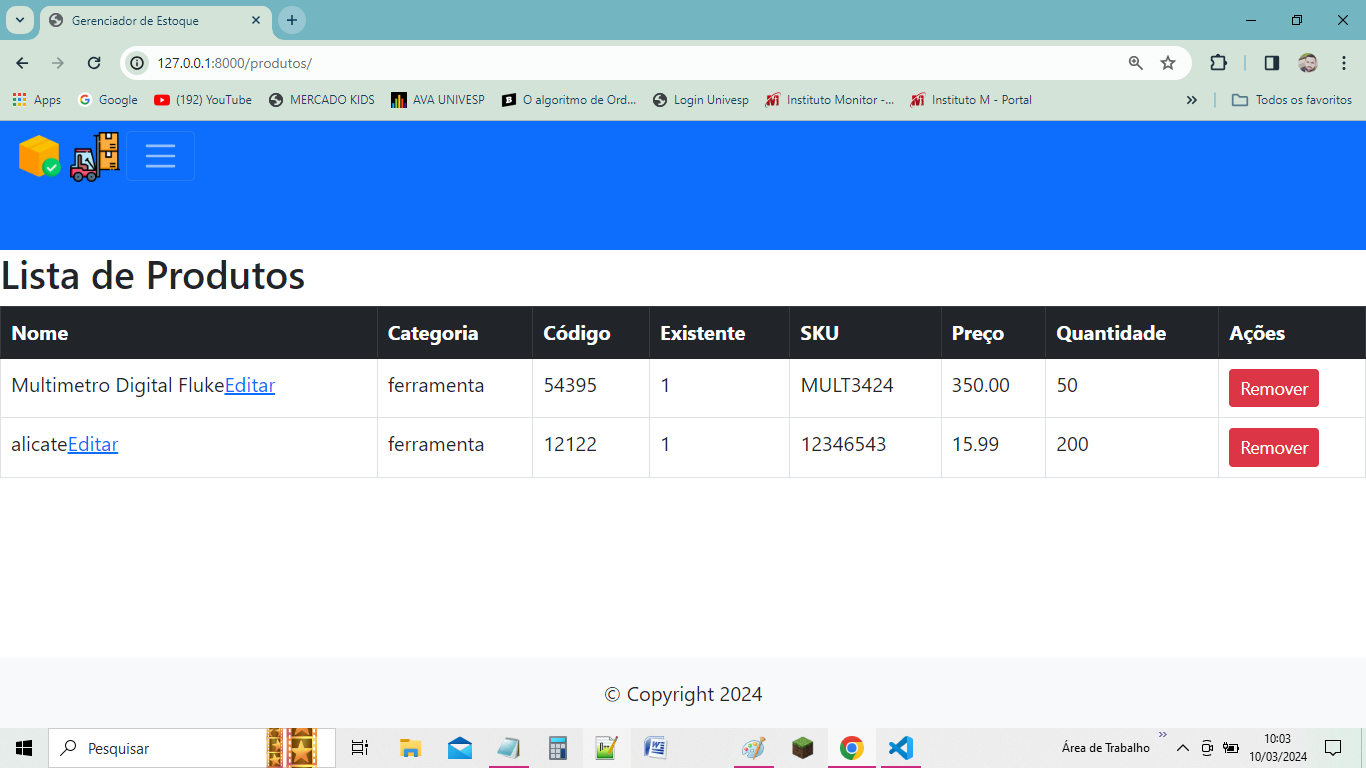 Gerenciador de Estoque
127.0.0.1:8000/produtos/
Apps Google (192) YouTube MERCADO KIDS AVA UNIVESP O algoritmo de Ord... Login Univesp Instituto Monitor -... Instituto M - Portal Todos os favoritos
Lista de Produtos
Nome Categoria Código Existente SKU Preço Quantidade Ações
Multimetro Digital FlukeEditar ferramenta 54395 1 MULT3424 350.00 50 Remover
alicateEditar ferramenta 12122 1 12346543 15.99 200 Remover
© Copyright 2024
Pesquisar Área de Trabalho 10:03
10/03/2024